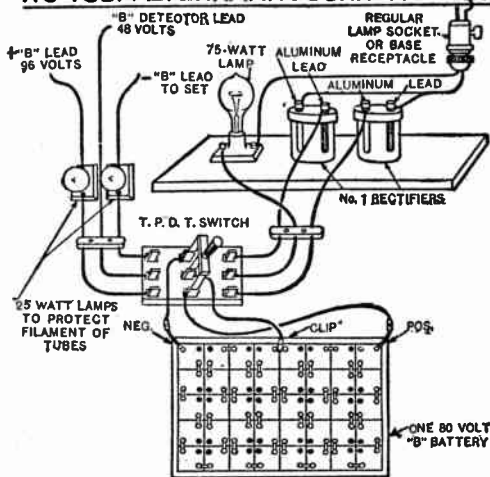 "B" DETECTOR LEAD
48 VOLTS
+"B" LEAD
96 VOLTS
-"B" LEAD
TO SET
75-WATT
LAMP
ALUMINUM
LEAD
REGULAR
LAMP SOCKET
OR BASE
RECEPTACLE
ALUMINUM
LEAD
No. 1 RECTIFIERS
T. P. D. T. SWITCH
25 WATT LAMPS
TO PROTECT
FILAMENT OF
TUBES
NEG.
"CLIP"
POS.
ONE 80 VOLT
"B" BATTERY